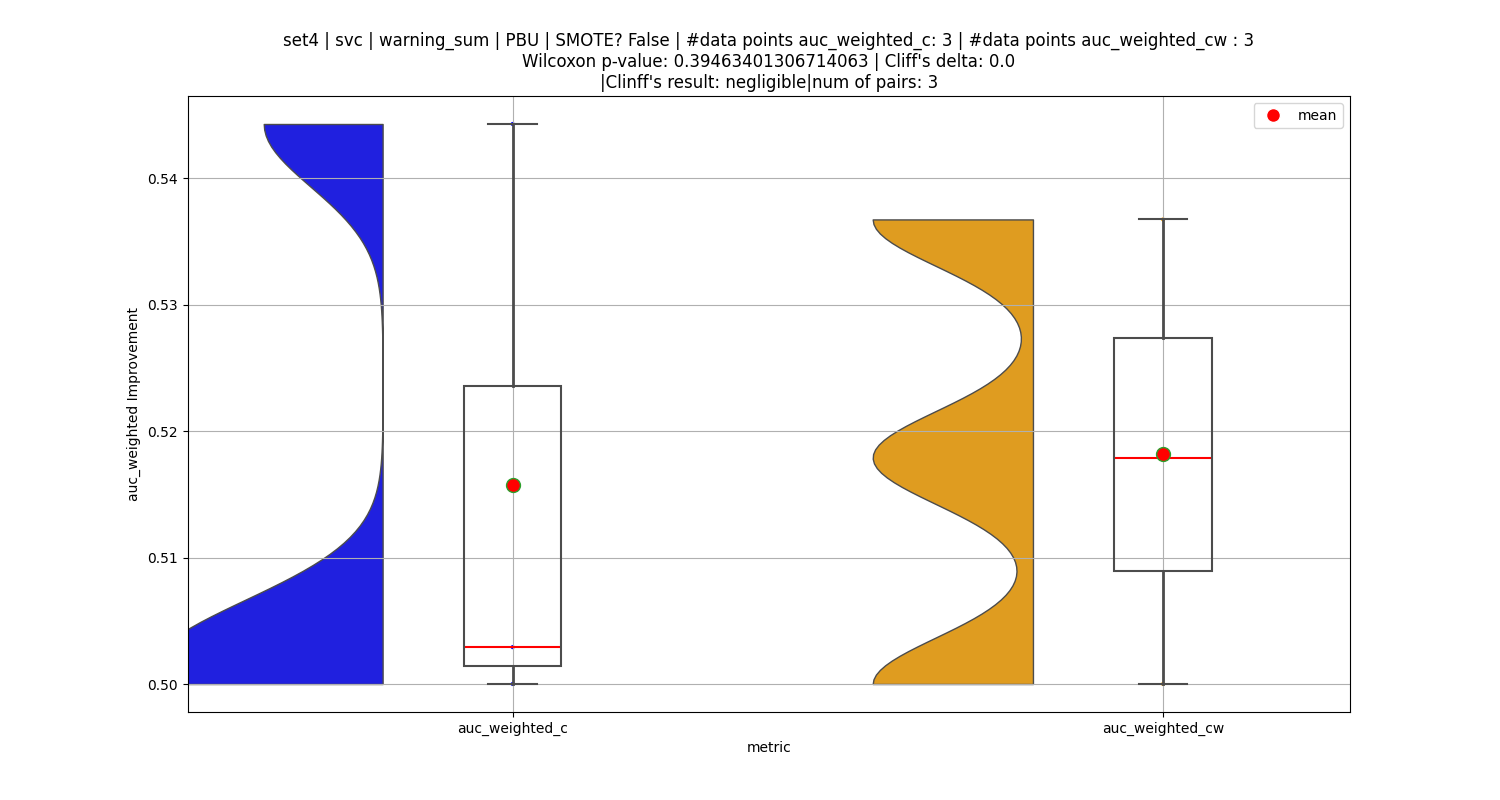 set4 | svc | warning_sum | PBU | SMOTE? False | #data points auc_weighted_c: 3 | #data points auc_weighted_cw : 3
Wilcoxon p-value: 0.39463401306714063 | Cliff's delta: 0.0
|Clinff's result: negligible|num of pairs: 3
mean
0.54
0.53
0.52
0.51
0.50
auc_weighted Improvement
auc_weighted_c
auc_weighted_cw
metric